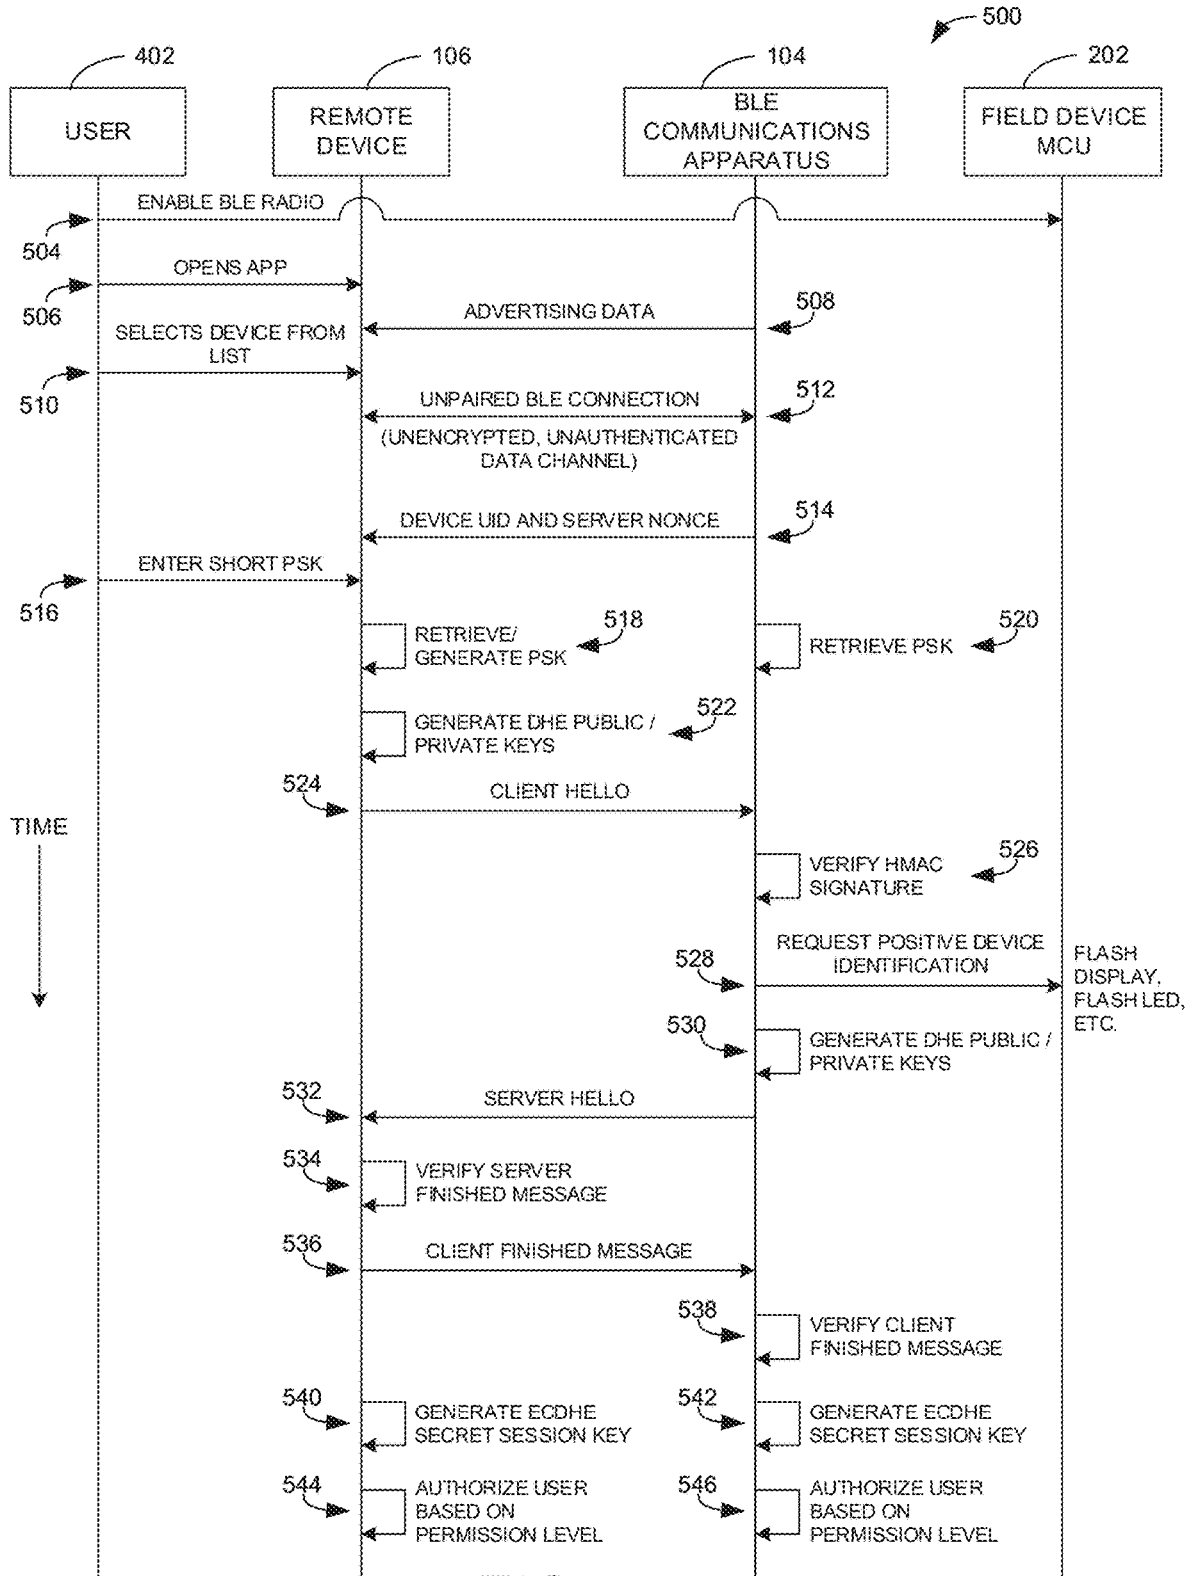 500
402
106
104
202
USER
REMOTE
DEVICE
BLE
COMMUNICATIONS
APPARATUS
FIELD DEVICE
MCU
ENABLE BLE RADIO
504
OPENS APP
506
ADVERTISING DATA
508
SELECTS DEVICE FROM
LIST
510
UNPAIRED BLE CONNECTION
512
(UNENCRYPTED, UNAUTHENTICATED
DATA CHANNEL)
DEVICE UID AND SERVER NONCE
514
ENTER SHORT PSK
516
RETRIEVE/
GENERATE PSK
518
RETRIEVE PSK
520
GENERATE DHE PUBLIC /
PRIVATE KEYS
522
524
CLIENT HELLO
TIME
VERIFY HMAC
SIGNATURE
526
REQUEST POSITIVE DEVICE
IDENTIFICATION
528
FLASH
DISPLAY,
FLASH LED,
ETC.
530
GENERATE DHE PUBLIC /
PRIVATE KEYS
532
SERVER HELLO
534
VERIFY SERVER
FINISHED MESSAGE
536
CLIENT FINISHED MESSAGE
538
VERIFY CLIENT
FINISHED MESSAGE
540
GENERATE ECDHE
SECRET SESSION KEY
542
GENERATE ECDHE
SECRET SESSION KEY
544
AUTHORIZE USER
BASED ON
PERMISSION LEVEL
546
AUTHORIZE USER
BASED ON
PERMISSION LEVEL